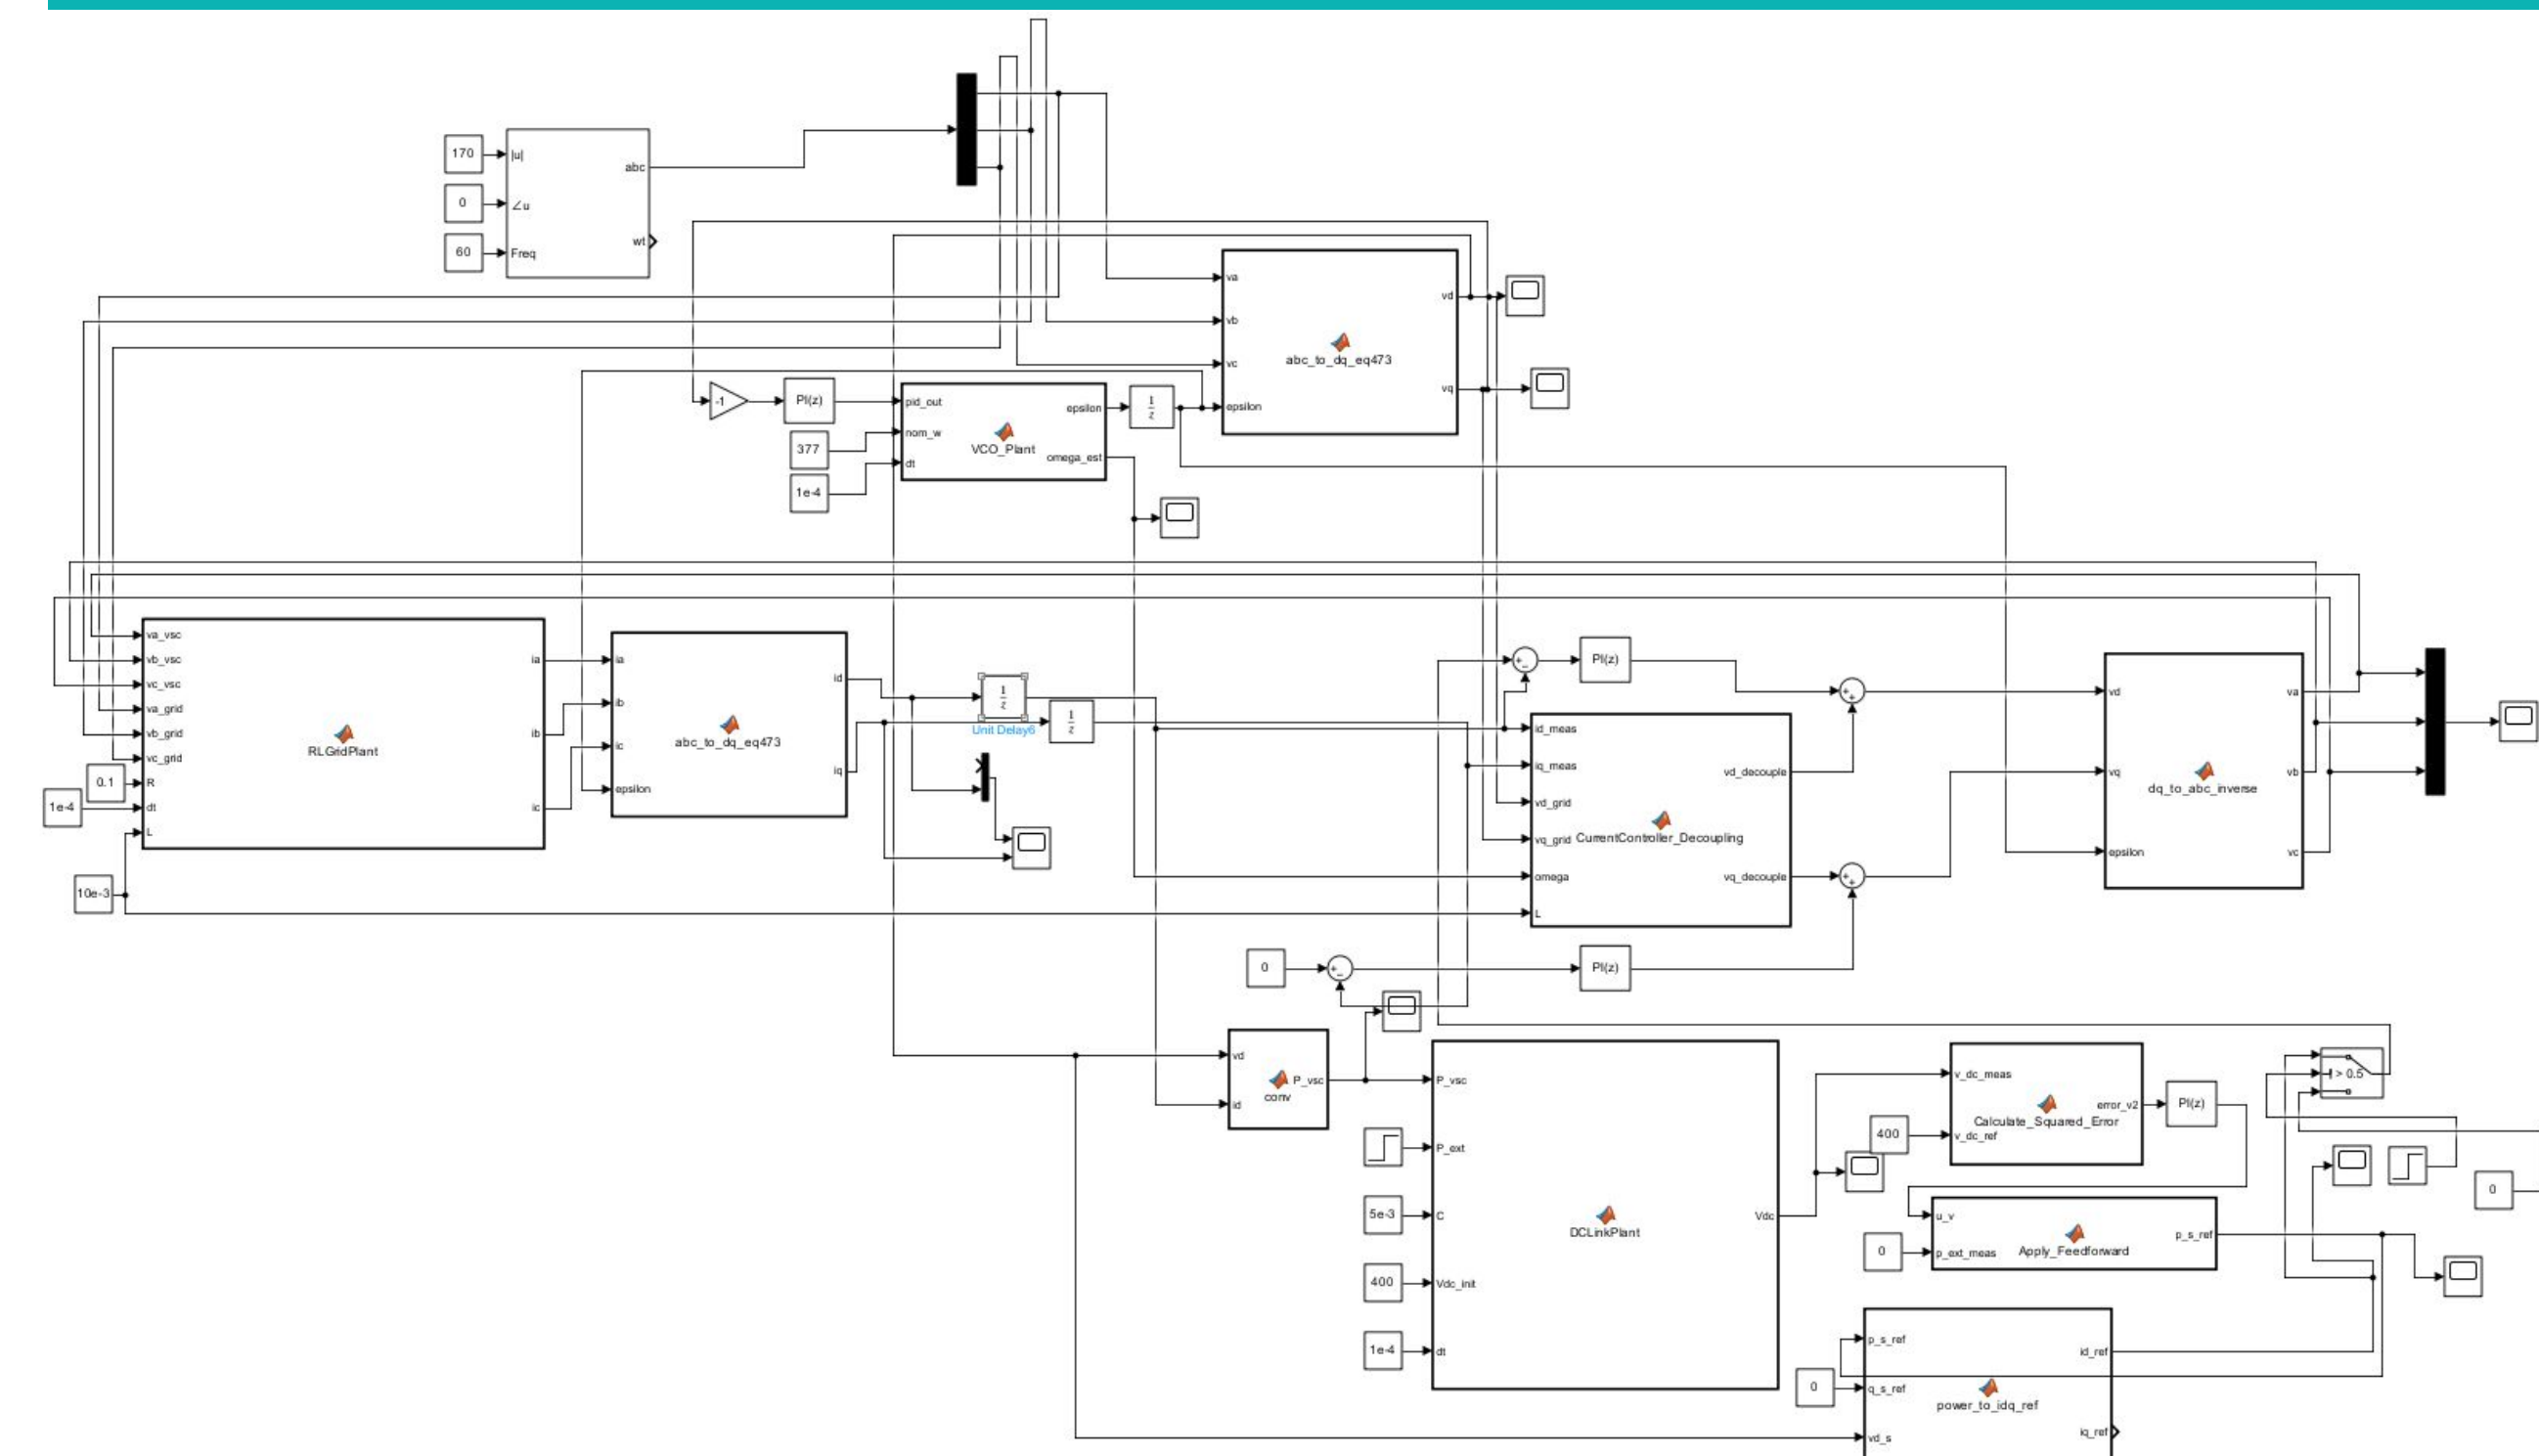 170
|u|
abc
0
∠u
60
Freq
wt
va
vd
vb
abc_to_dq_eq473
vc
vq
epsilon
-1
PI(z)
pid_out
epsilon
1
z
377
nom_w
VCO_Plant
omega_est
1e-4
dt
va_vsc
vb_vsc
vc_vsc
va_grid
vb_grid
vc_grid
0.1
R
1e-4
dt
L
10e-3
RLGridPlant
ia
ib
ic
ia
ib
ic
epsilon
abc_to_dq_eq473
id
iq
1
z
Unit Delay6
1
z
+
-
PI(z)
+
+
id_meas
iq_meas
vd_grid
vq_grid
omega
L
CurrentController_Decoupling
vd_decouple
vq_decouple
+
+
vd
vq
epsilon
dq_to_abc_inverse
va
vb
vc
0
+
-
PI(z)
vd
id
P_vsc
conv
P_vsc
P_ext
5e-3
C
400
Vdc_init
1e-4
dt
DCLinkPlant
Vdc
v_dc_meas
400
v_dc_ref
error_v2
Calculate_Squared_Error
PI(z)
> 0.5
0
u_v
0
p_ext_meas
Apply_Feedforward
p_s_ref
p_s_ref
0
q_s_ref
vd_s
power_to_idq_ref
id_ref
iq_ref